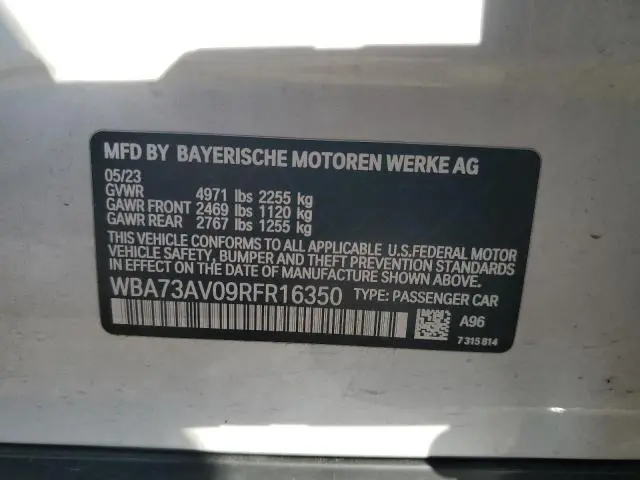 MFD BY BAYERISCHE MOTOREN WERKE AG
05/23
GVWR 4971 lbs 2255 kg
GAWR FRONT 2469 lbs 1120 kg
GAWR REAR 2767 lbs 1255 kg
THIS VEHICLE CONFORMS TO ALL APPLICABLE U.S.FEDERAL MOTOR
VEHICLE SAFETY, BUMPER AND THEFT PREVENTION STANDARDS
IN EFFECT ON THE DATE OF MANUFACTURE SHOWN ABOVE.
WBA73AV09RFR16350 TYPE: PASSENGER CAR
A96
7315814